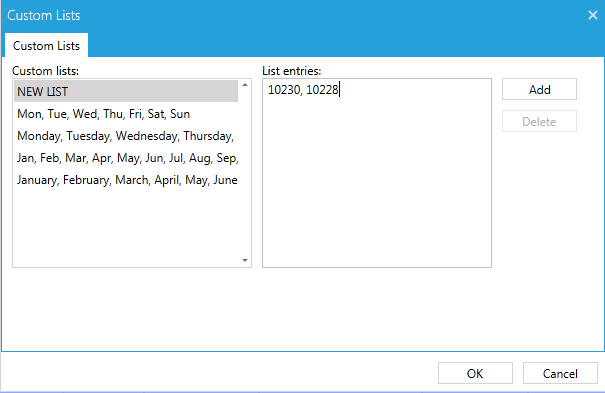 Custom Lists
Custom Lists
Custom lists:
NEW LIST
Mon, Tue, Wed, Thu, Fri, Sat, Sun
Monday, Tuesday, Wednesday, Thursday,
Jan, Feb, Mar, Apr, May, Jun, Jul, Aug, Sep,
January, February, March, April, May, June
List entries:
10230, 10228
Add
Delete
OK
Cancel